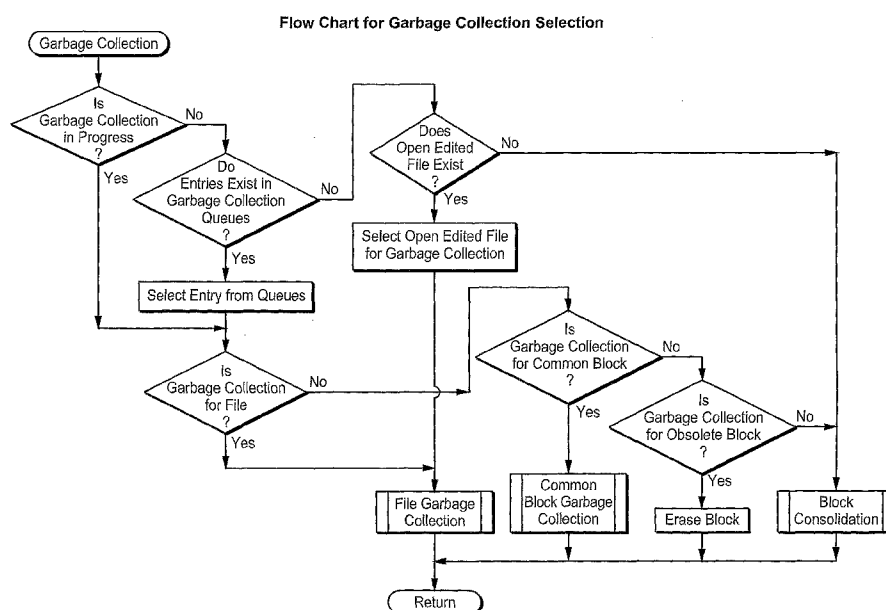 Flow Chart for Garbage Collection Selection
Garbage Collection
Is
Garbage Collection
in Progress
?
No
Yes
Do
Entries Exist in
Garbage Collection
Queues
?
No
Yes
Select Entry from Queues
Does
Open Edited
File Exist
?
No
Yes
Select Open Edited File
for Garbage Collection
Is
Garbage Collection
for File
?
No
Yes
Is
Garbage Collection
for Common Block
?
No
Yes
Is
Garbage Collection
for Obsolete Block
?
No
Yes
File Garbage
Collection
Common
Block Garbage
Collection
Erase Block
Block
Consolidation
Return